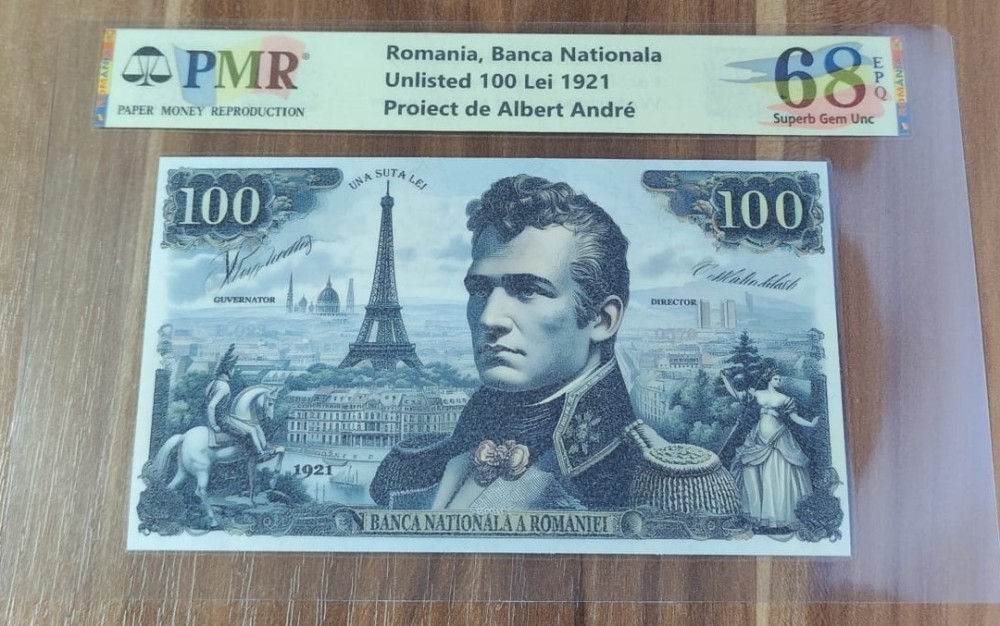 PMR
PAPER MONEY REPRODUCTION
Romania, Banca Nationala
Unlisted 100 Lei 1921
Proiect de Albert André
68
EPQ
Superb Gem Unc
100
UNA SUTA LEI
100
GUVERNATOR
DIRECTOR
1921
BANCA NAȚIONALĂ A ROMANIEI